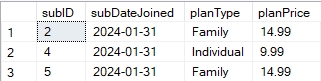 subID subDateJoined planType planPrice
1 2 2024-01-31 Family 14.99
2 4 2024-01-31 Individual 9.99
3 5 2024-01-31 Family 14.99